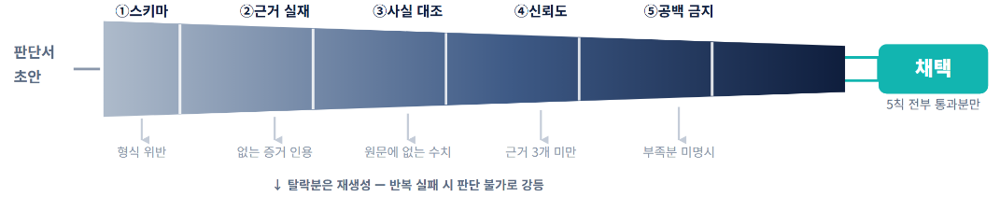 ①스키마
②근거 실재
③사실 대조
④신뢰도
⑤공백 금지
판단서
초안
채택
5칙 전부 통과분만
형식 위반
없는 증거 인용
원문에 없는 수치
근거 3개 미만
부족분 미명시
↓ 탈락분은 재생성 — 반복 실패 시 판단 불가로 강등